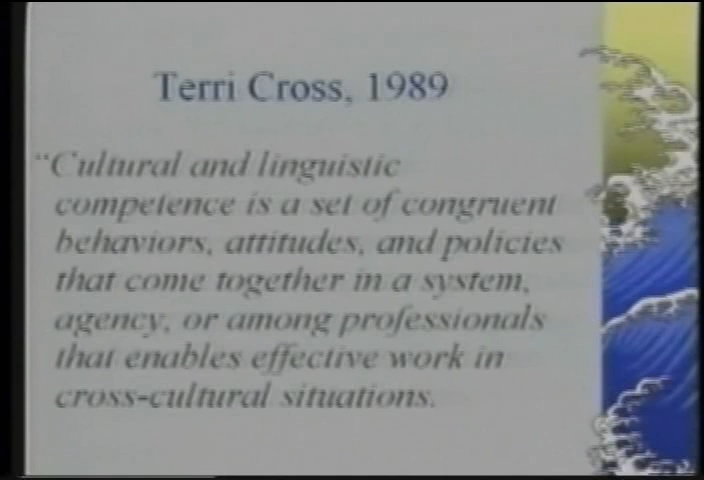 Terri Cross, 1989
“Cultural and linguistic
competence is a set of congruent
behaviors, attitudes, and policies
that come together in a system,
agency, or among professionals
that enables effective work in
cross-cultural situations.